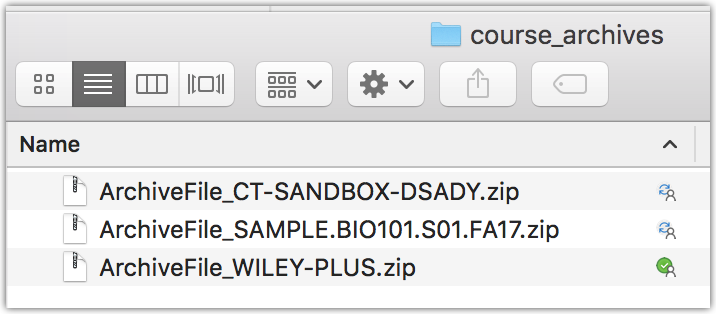 course_archives
Name
ArchiveFile_CT-SANDBOX-DSADY.zip
ArchiveFile_SAMPLE.BIO101.S01.FA17.zip
ArchiveFile_WILEY-PLUS.zip